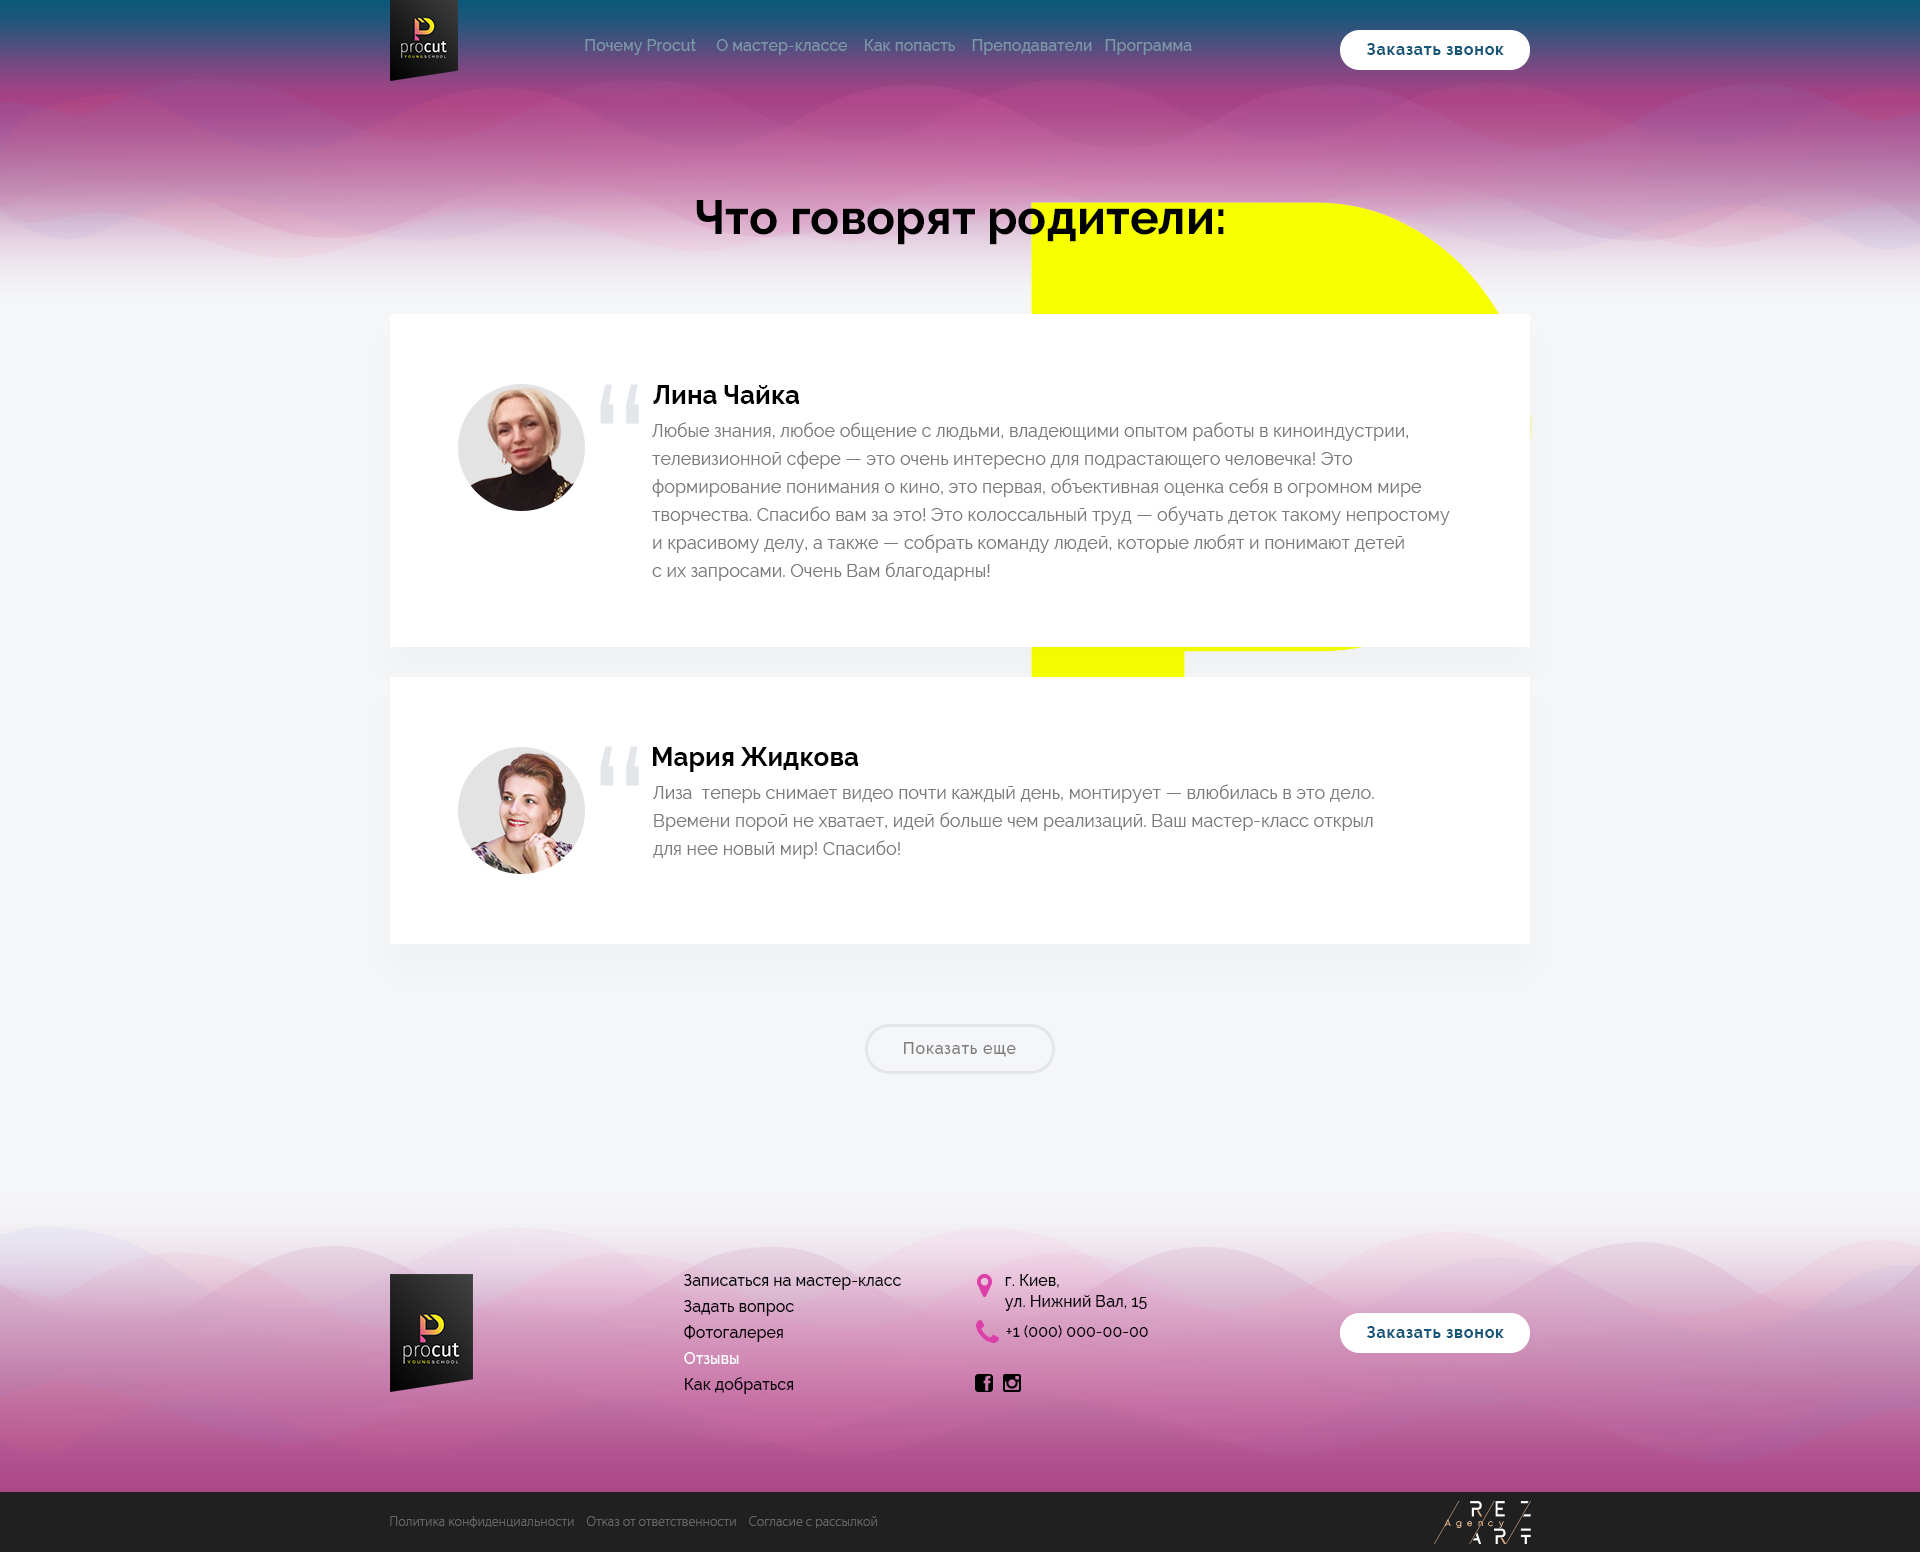 procut
YOUNGSCHOOL
Почему Procut О мастер-классе Как попасть Преподаватели Программа
Заказать звонок
Что говорят родители:
Лина Чайка
Любые знания, любое общение с людьми, владеющими опытом работы в киноиндустрии,
телевизионной сфере — это очень интересно для подрастающего человечка! Это
формирование понимания о кино, это первая, объективная оценка себя в огромном мире
творчества. Спасибо вам за это! Это колоссальный труд — обучать деток такому непростому
и красивому делу, а также — собрать команду людей, которые любят и понимают детей
с их запросами. Очень Вам благодарны!
Мария Жидкова
Лиза теперь снимает видео почти каждый день, монтирует — влюбилась в это дело.
Времени порой не хватает, идей больше чем реализаций. Ваш мастер-класс открыл
для нее новый мир! Спасибо!
Показать еще
procut
YOUNGSCHOOL
Записаться на мастер-класс
Задать вопрос
Фотогалерея
Отзывы
Как добраться
г. Киев,
ул. Нижний Вал, 15
+1 (000) 000-00-00
Заказать звонок
Политика конфиденциальности Отказ от ответственности Согласие с рассылкой
REZ
Agency
ART